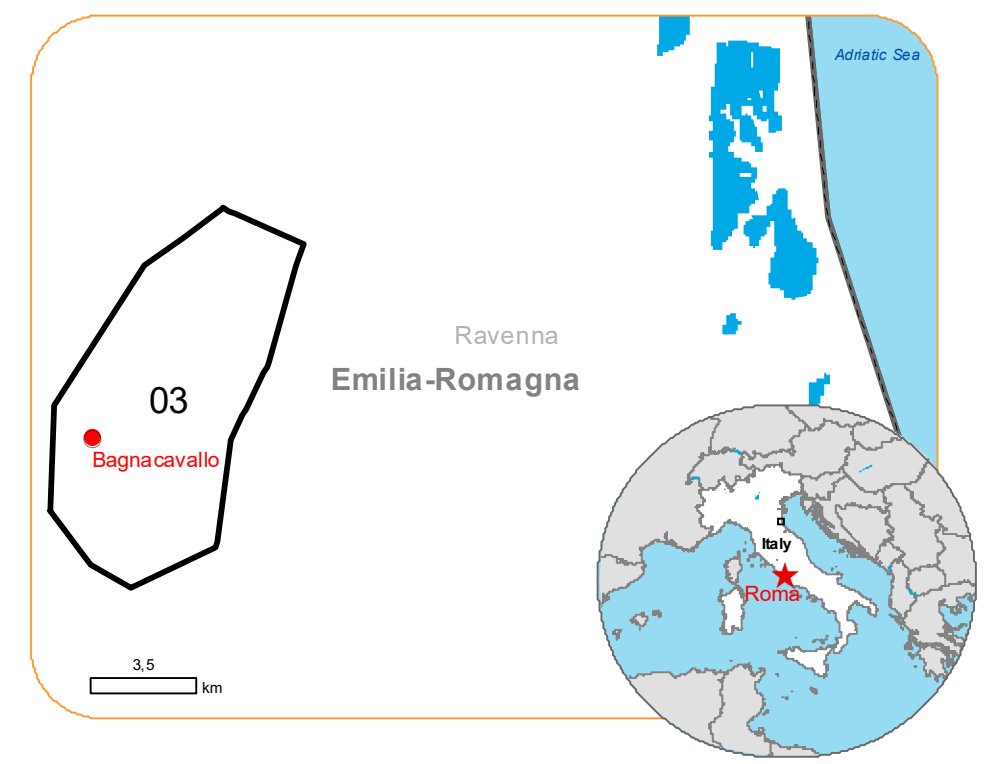 Adriatic Sea
Ravenna
Emilia-Romagna
03
Bagnacavallo
Italy
Roma
3,5
km